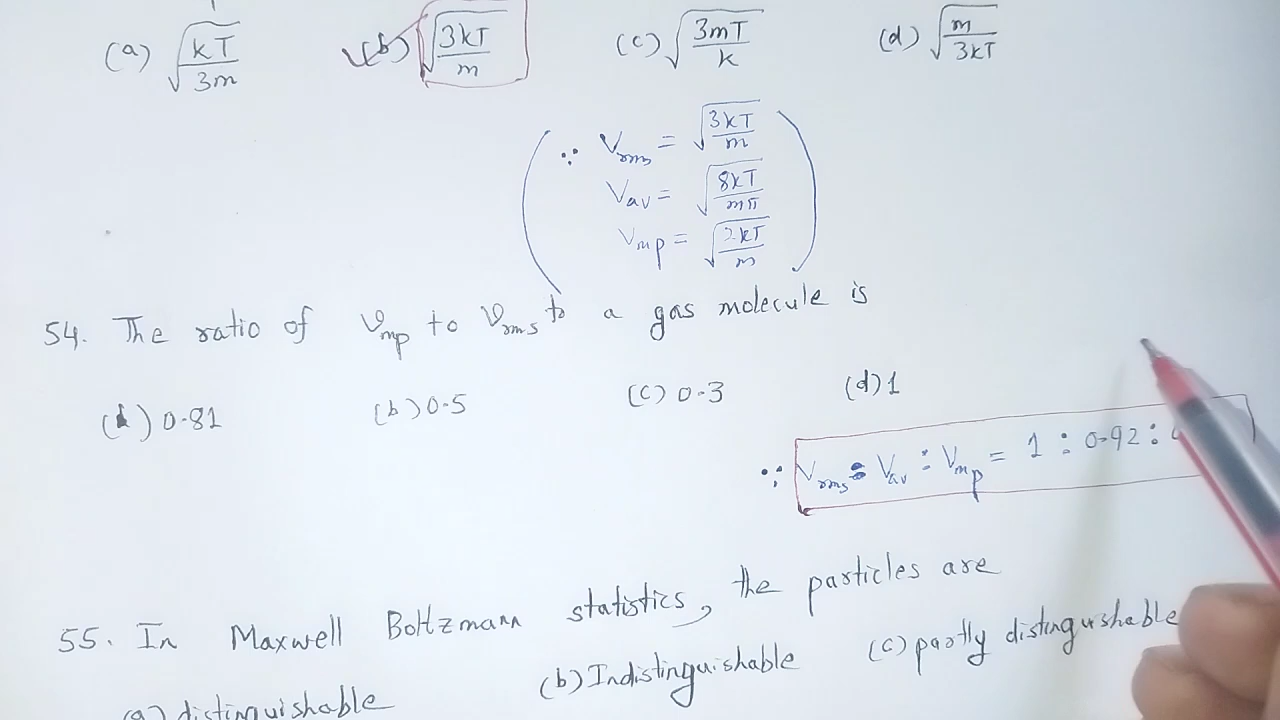 (a) √(kT/3m) (b) √(3kT/m) (c) √(3mT/k) (d) √(m/3kT)
(∵ Vrms = √(3kT/m)
Vav = √(8kT/mπ)
Vmp = √(2kT/m))
54. The ratio of Vmp to Vrms to a gas molecule is
( ) 0.81 (b) 0.5 (c) 0.3 (d) 1
∵ Vrms : Vav : Vmp = 1 : 0.92 :
55. In Maxwell Boltzmann statistics, the particles are
(a) distinguishable (b) Indistinguishable (c) partly distinguishable